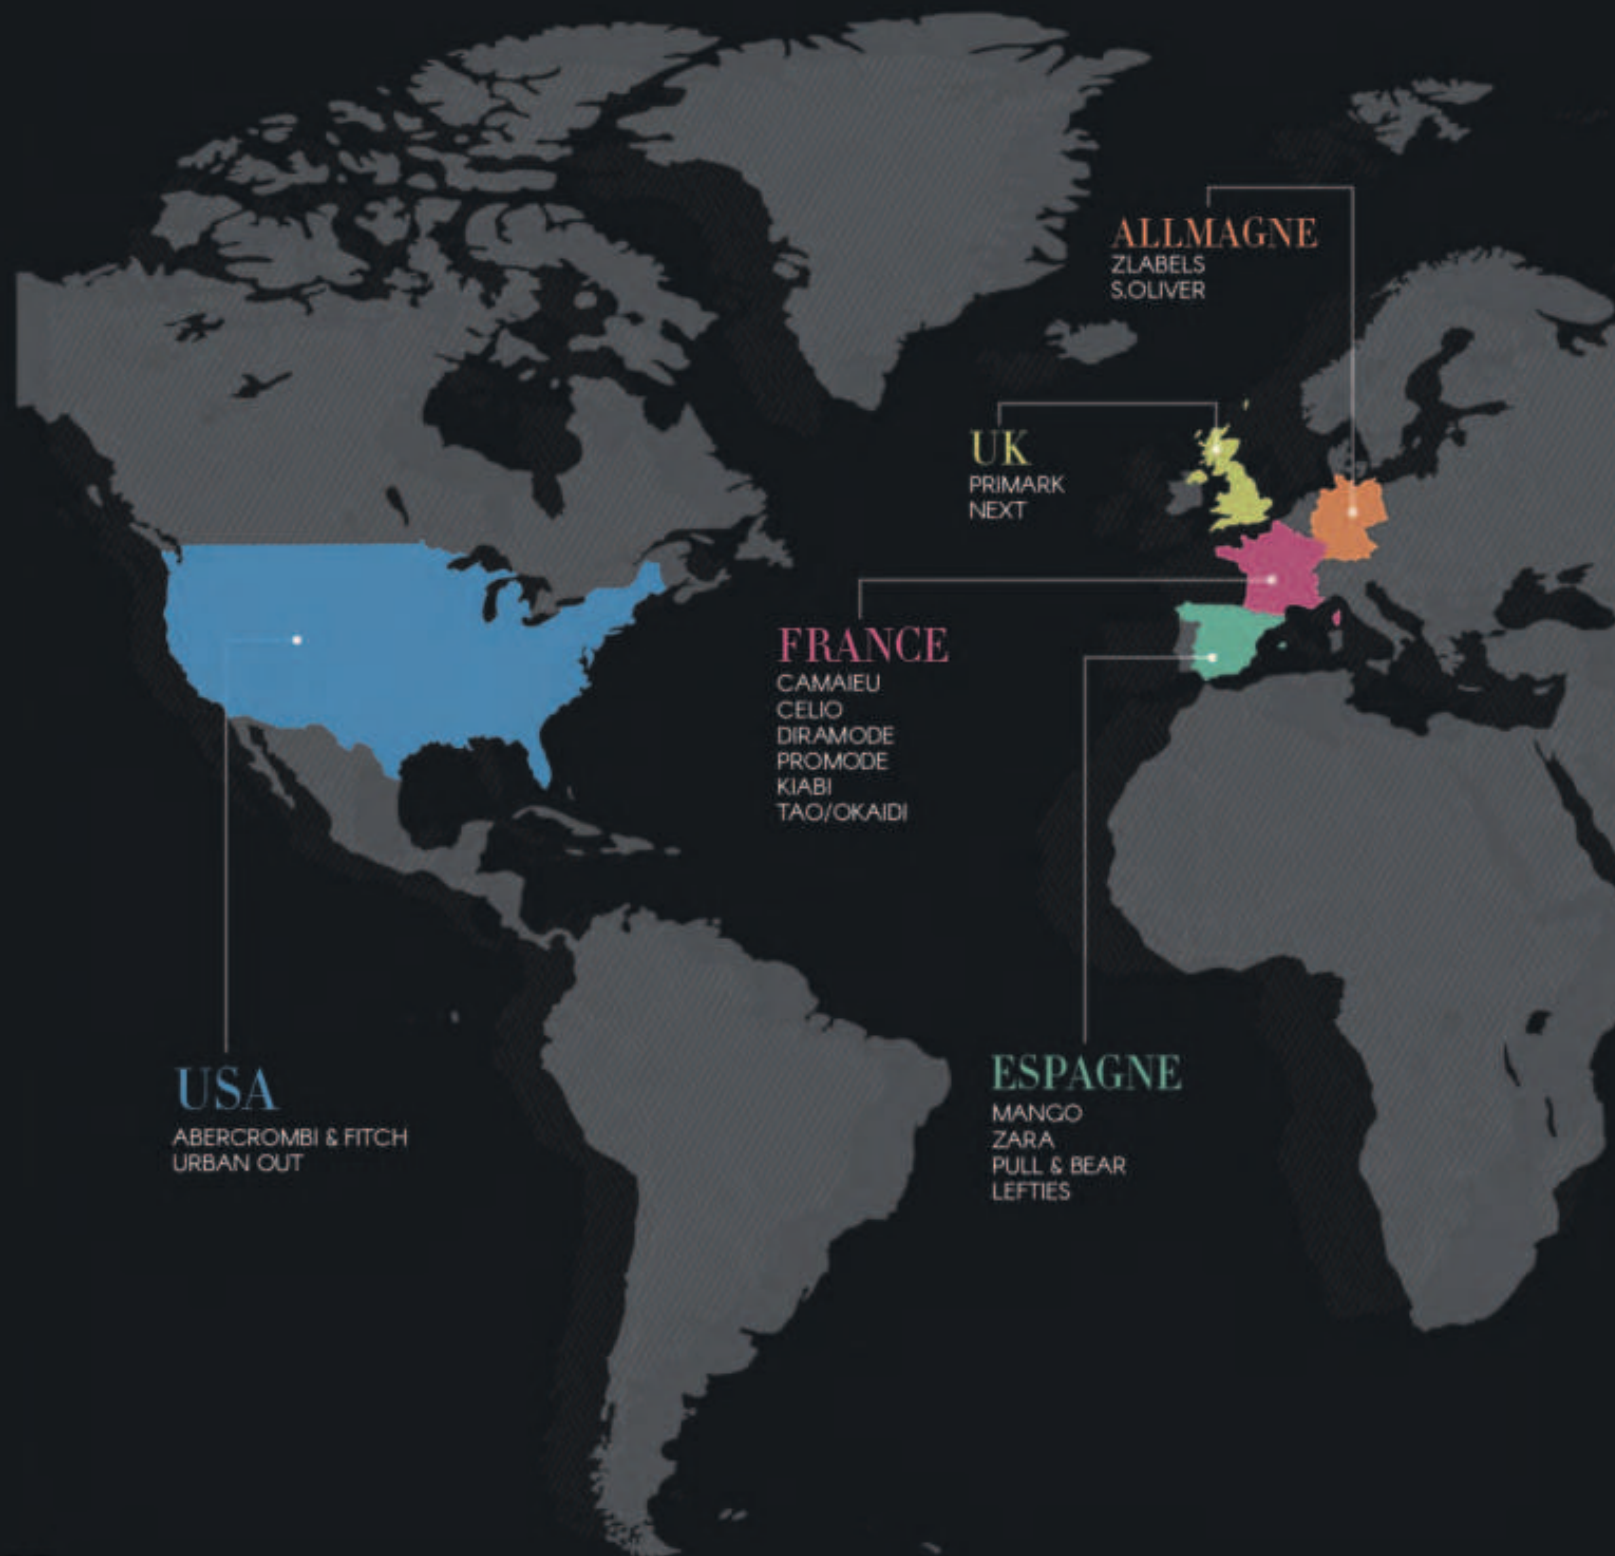 ALLMAGNE
ZLABELS
S.OLIVER
UK
PRIMARK
NEXT
FRANCE
CAMAIEU
CELIO
DIRAMODE
PROMODE
KIABI
TAO/OKAIDI
USA
ABERCROMBI & FITCH
URBAN OUT
ESPAGNE
MANGO
ZARA
PULL & BEAR
LEFTIES